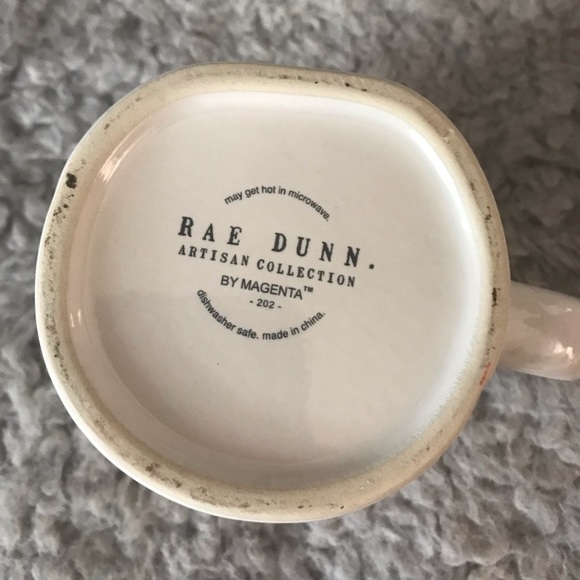 may get hot in microwave.
RAE DUNN.
ARTISAN COLLECTION
BY MAGENTA™
- 202 -
dishwasher safe. made in china.